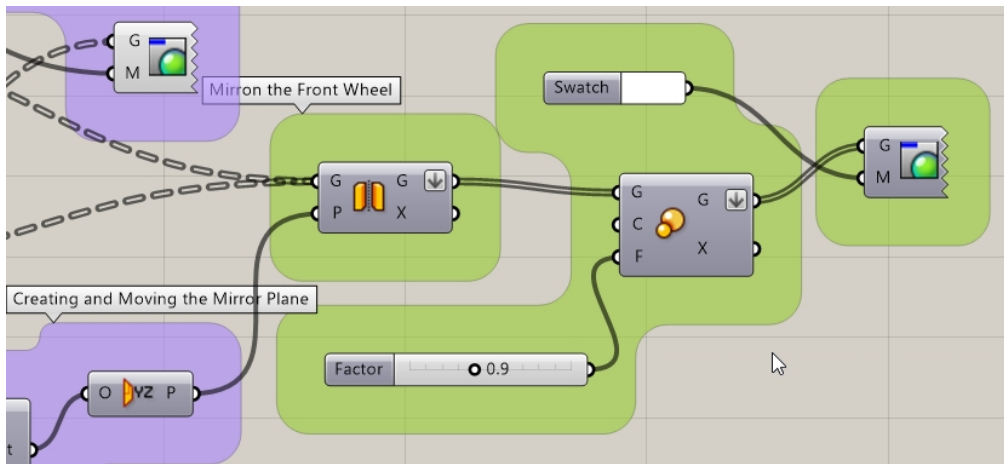 G
M
Mirron the Front Wheel
Swatch
G
M
G G
P X
G G
C
F X
Creating and Moving the Mirror Plane
Factor 0.9
O YZ P
t